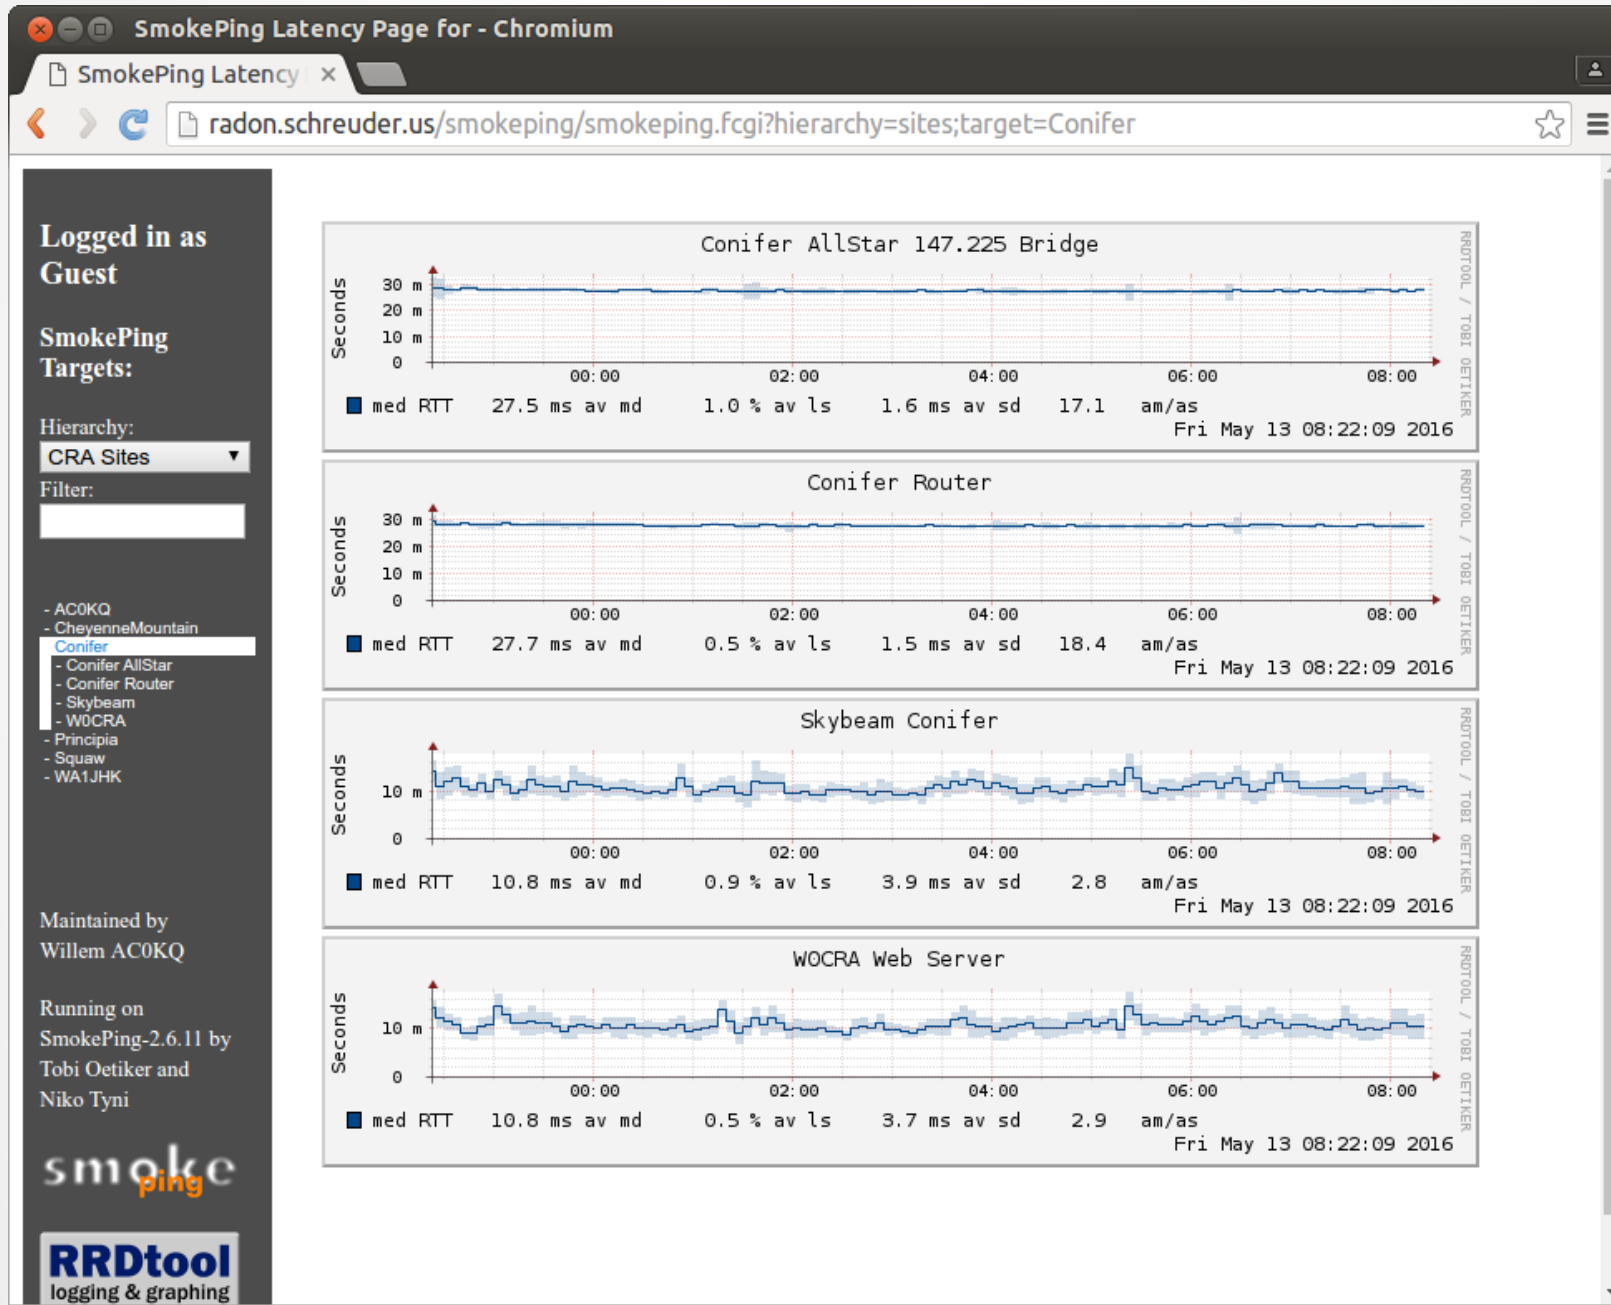 SmokePing Latency Page for - Chromium
SmokePing Latency
radon.schreuder.us/smokeping/smokeping.fcgi?hierarchy=sites;target=Conifer
Logged in as
Guest
SmokePing
Targets:
Hierarchy:
CRA Sites
Filter:
- AC0KQ
- CheyenneMountain
Conifer
- Conifer AllStar
- Conifer Router
- Skybeam
- W0CRA
- Principia
- Squaw
- WA1JHK
Maintained by
Willem AC0KQ
Running on
SmokePing-2.6.11 by
Tobi Oetiker and
Niko Tyni
smokeping
RRDtool
logging & graphing
Conifer AllStar 147.225 Bridge
Seconds
30 m
20 m
10 m
0
00:00 02:00 04:00 06:00 08:00
med RTT 27.5 ms av md 1.0 % av ls 1.6 ms av sd 17.1 am/as
Fri May 13 08:22:09 2016
RRDTOOL / TOBI OETIKER
Conifer Router
Seconds
30 m
20 m
10 m
0
00:00 02:00 04:00 06:00 08:00
med RTT 27.7 ms av md 0.5 % av ls 1.5 ms av sd 18.4 am/as
Fri May 13 08:22:09 2016
RRDTOOL / TOBI OETIKER
Skybeam Conifer
Seconds
10 m
0
00:00 02:00 04:00 06:00 08:00
med RTT 10.8 ms av md 0.9 % av ls 3.9 ms av sd 2.8 am/as
Fri May 13 08:22:09 2016
RRDTOOL / TOBI OETIKER
W0CRA Web Server
Seconds
10 m
0
00:00 02:00 04:00 06:00 08:00
med RTT 10.8 ms av md 0.5 % av ls 3.7 ms av sd 2.9 am/as
Fri May 13 08:22:09 2016
RRDTOOL / TOBI OETIKER